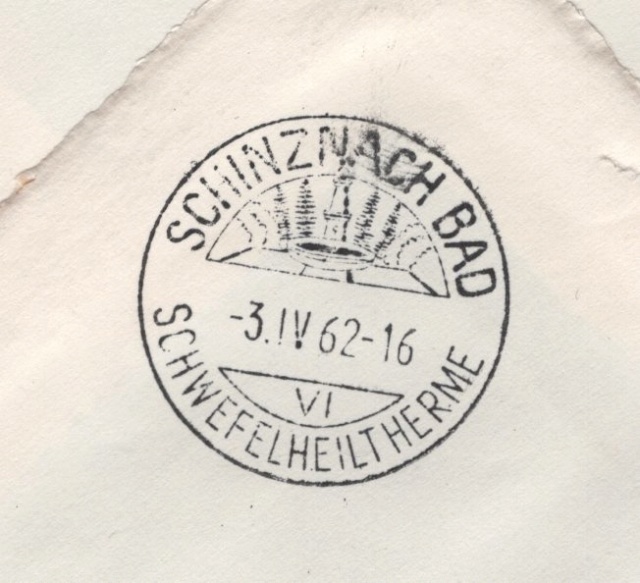 SCHINZNACH BAD
-3.IV 62-16
VI
SCHWEFELHEILTHERME